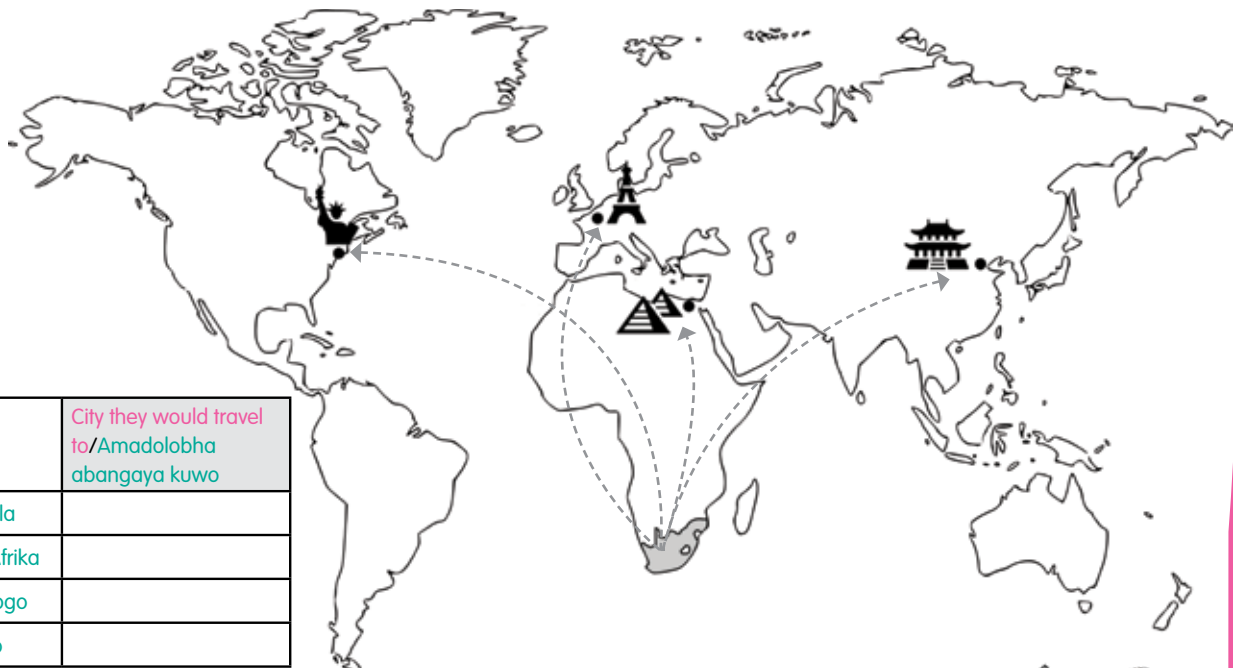 City they would travel
to/Amadolobha
abangaya kuwo
la
frika
ogo